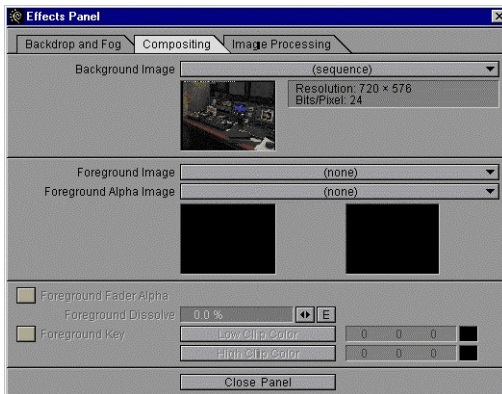 Effects Panel
Backdrop and Fog Compositing Image Processing
Background Image (sequence)
Resolution: 720 × 576
Bits/Pixel: 24
Foreground Image (none)
Foreground Alpha Image (none)
Foreground Fader Alpha
Foreground Dissolve 0.0 % E
Foreground Key Low Clip Color 0 0 0
High Clip Color 0 0 0
Close Panel